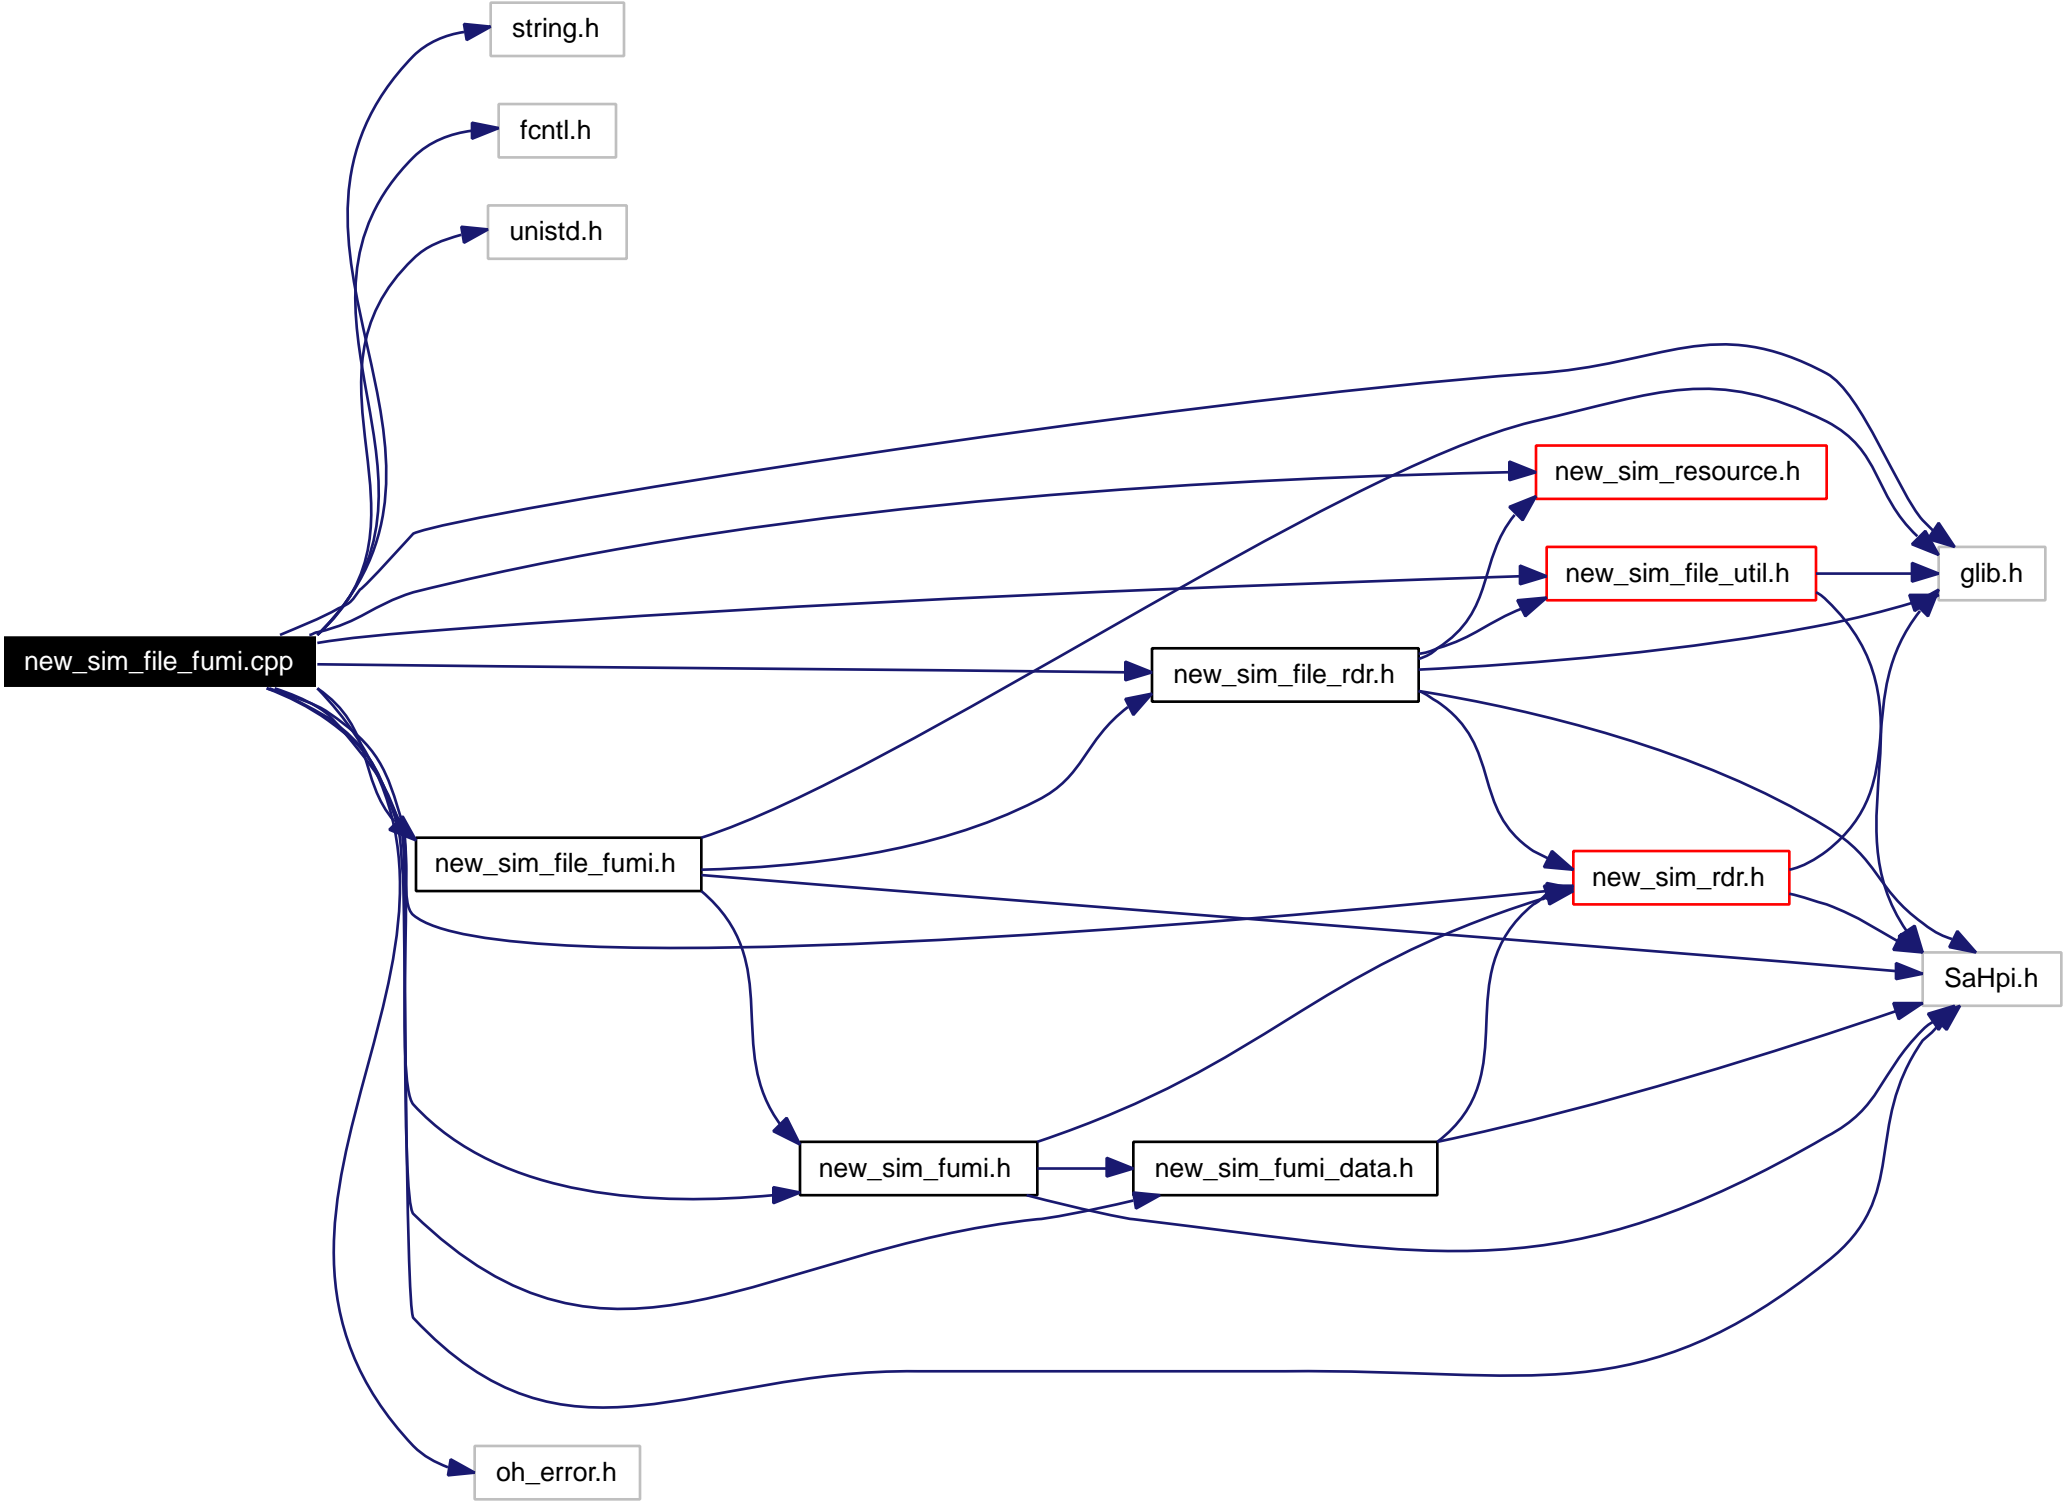 string.h
fcntl.h
unistd.h
new_sim_resource.h
new_sim_file_util.h
glib.h
new_sim_file_fumi.cpp
new_sim_file_rdr.h
new_sim_file_fumi.h
new_sim_rdr.h
SaHpi.h
new_sim_fumi.h
new_sim_fumi_data.h
oh_error.h